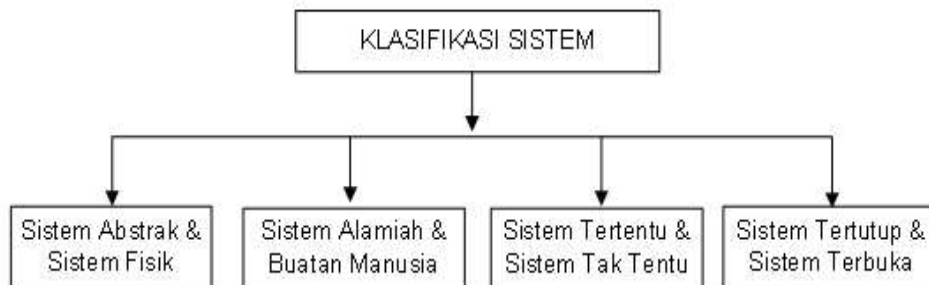 KLASIFIKASI SISTEM
Sistem Abstrak &
Sistem Fisik
Sistem Alamiah &
Buatan Manusia
Sistem Tertentu &
Sistem Tak Tentu
Sistem Tertutup &
Sistem Terbuka